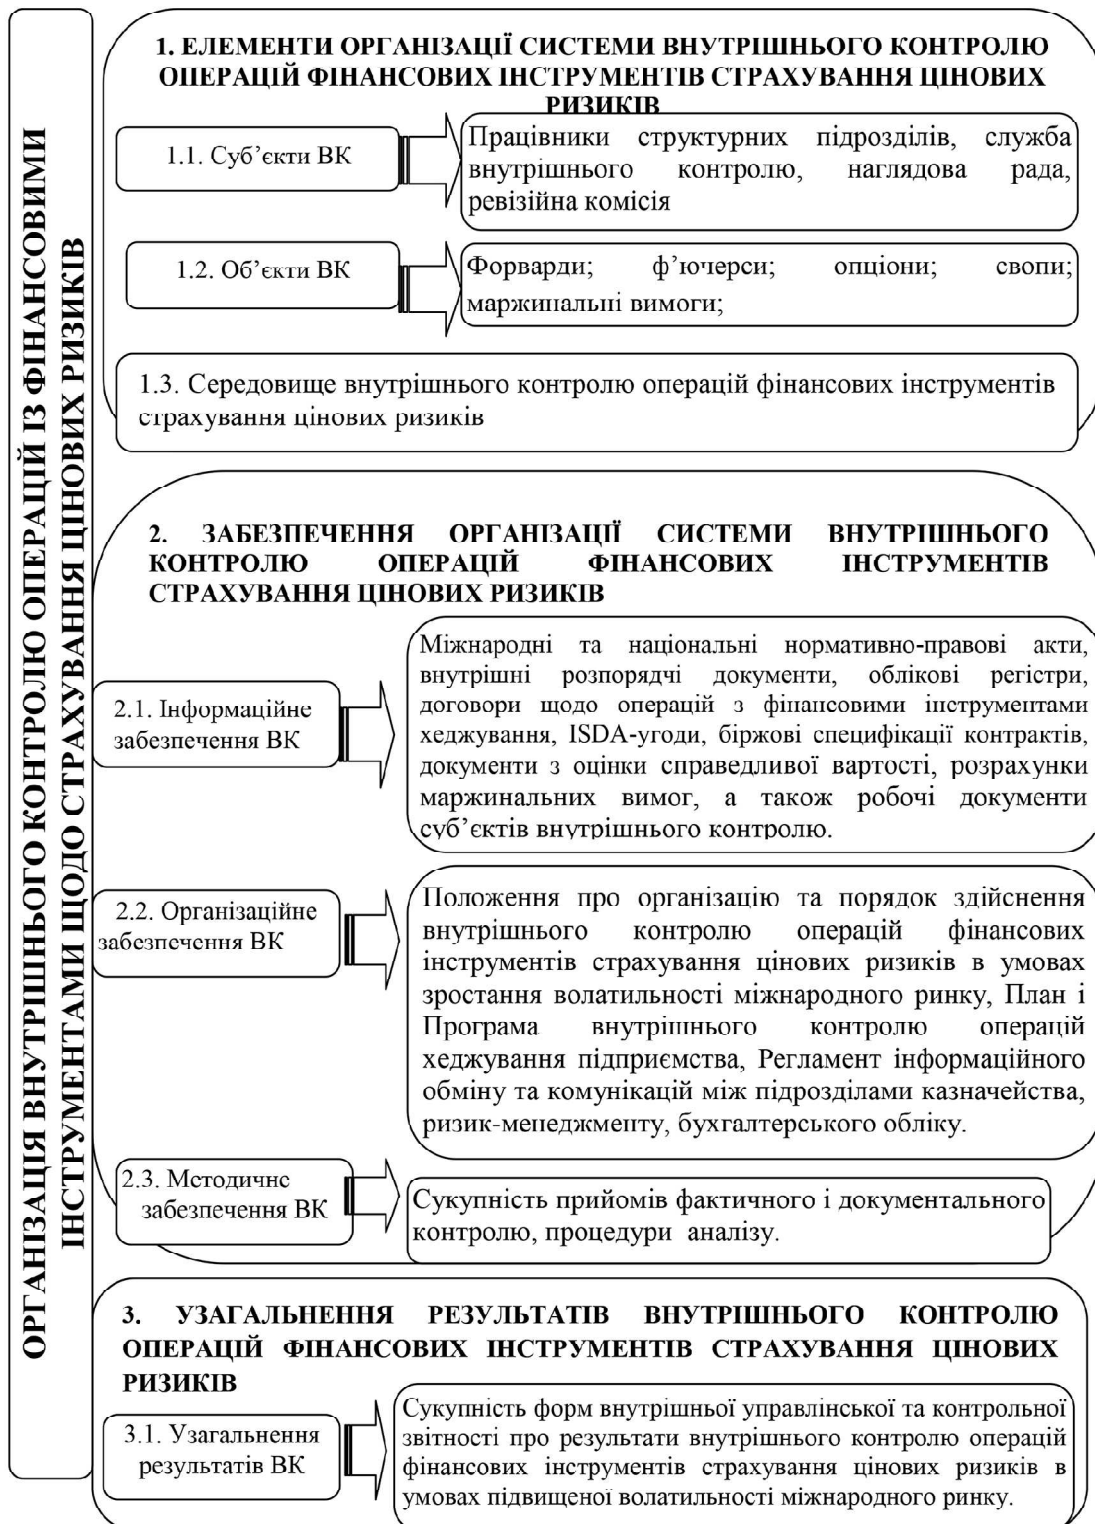 ОРГАНІЗАЦІЯ ВНУТРІШНЬОГО КОНТРОЛЮ ОПЕРАЦІЙ ІЗ ФІНАНСОВИМИ
ІНСТРУМЕНТАМИ ЩОДО СТРАХУВАННЯ ЦІНОВИХ РИЗИКІВ
1. ЕЛЕМЕНТИ ОРГАНІЗАЦІЇ СИСТЕМИ ВНУТРІШНЬОГО КОНТРОЛЮ
ОПЕРАЦІЙ ФІНАНСОВИХ ІНСТРУМЕНТІВ СТРАХУВАННЯ ЦІНОВИХ
РИЗИКІВ
1.1. Суб’єкти ВК
Працівники структурних підрозділів, служба
внутрішнього контролю, наглядова рада,
ревізійна комісія
1.2. Об’єкти ВК
Форварди; ф’ючерси; опціони; свопи;
маржинальні вимоги;
1.3. Середовище внутрішнього контролю операцій фінансових інструментів
страхування цінових ризиків
2. ЗАБЕЗПЕЧЕННЯ ОРГАНІЗАЦІЇ СИСТЕМИ ВНУТРІШНЬОГО
КОНТРОЛЮ ОПЕРАЦІЙ ФІНАНСОВИХ ІНСТРУМЕНТІВ
СТРАХУВАННЯ ЦІНОВИХ РИЗИКІВ
2.1. Інформаційне
забезпечення ВК
Міжнародні та національні нормативно-правові акти,
внутрішні розпорядчі документи, облікові регістри,
договори щодо операцій з фінансовими інструментами
хеджування, ISDA-угоди, біржові специфікації контрактів,
документи з оцінки справедливої вартості, розрахунки
маржинальних вимог, а також робочі документи
суб’єктів внутрішнього контролю.
2.2. Організаційне
забезпечення ВК
Положення про організацію та порядок здійснення
внутрішнього контролю операцій фінансових
інструментів страхування цінових ризиків в умовах
зростання волатильності міжнародного ринку, План і
Програма внутрішнього контролю операцій
хеджування підприємства, Регламент інформаційного
обміну та комунікацій між підрозділами казначейства,
ризик-менеджменту, бухгалтерського обліку.
2.3. Методичне
забезпечення ВК
Сукупність прийомів фактичного і документального
контролю, процедури аналізу.
3. УЗАГАЛЬНЕННЯ РЕЗУЛЬТАТІВ ВНУТРІШНЬОГО КОНТРОЛЮ
ОПЕРАЦІЙ ФІНАНСОВИХ ІНСТРУМЕНТІВ СТРАХУВАННЯ ЦІНОВИХ
РИЗИКІВ
3.1. Узагальнення
результатів ВК
Сукупність форм внутрішньої управлінської та контрольної
звітності про результати внутрішнього контролю операцій
фінансових інструментів страхування цінових ризиків в
умовах підвищеної волатильності міжнародного ринку.